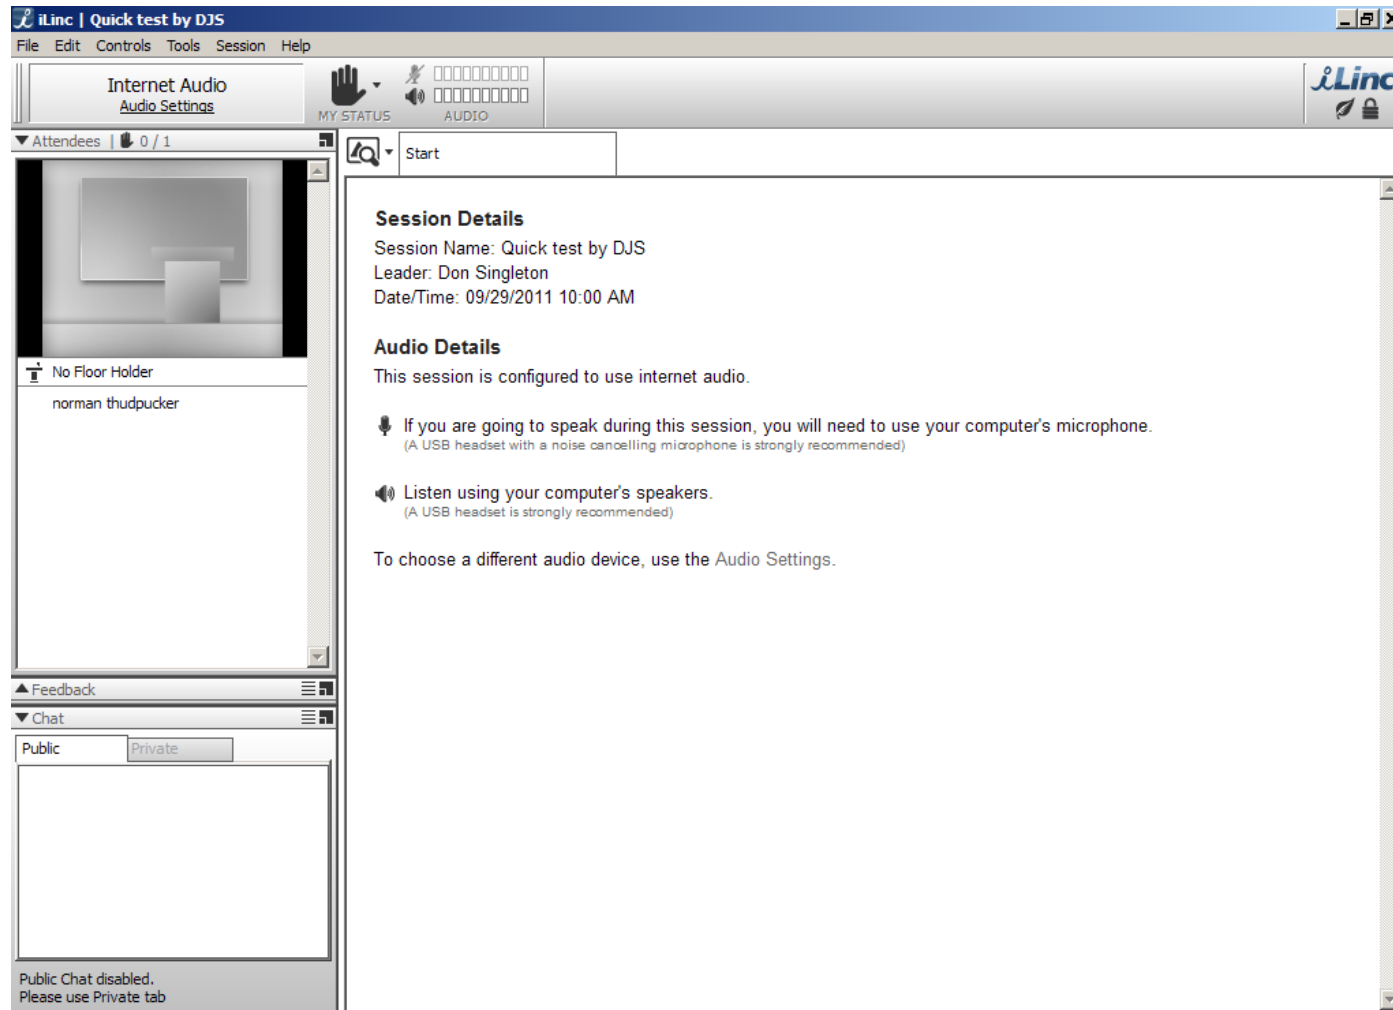 iLinc | Quick test by DJS
File Edit Controls Tools Session Help
Internet Audio
Audio Settings
MY STATUS
AUDIO
iLinc
Attendees | 0 / 1
Start
No Floor Holder
norman thudpucker
Session Details
Session Name: Quick test by DJS
Leader: Don Singleton
Date/Time: 09/29/2011 10:00 AM
Audio Details
This session is configured to use internet audio.
If you are going to speak during this session, you will need to use your computer's microphone.
(A USB headset with a noise cancelling microphone is strongly recommended)
Listen using your computer's speakers.
(A USB headset is strongly recommended)
To choose a different audio device, use the Audio Settings.
Feedback
Chat
Public Private
Public Chat disabled.
Please use Private tab